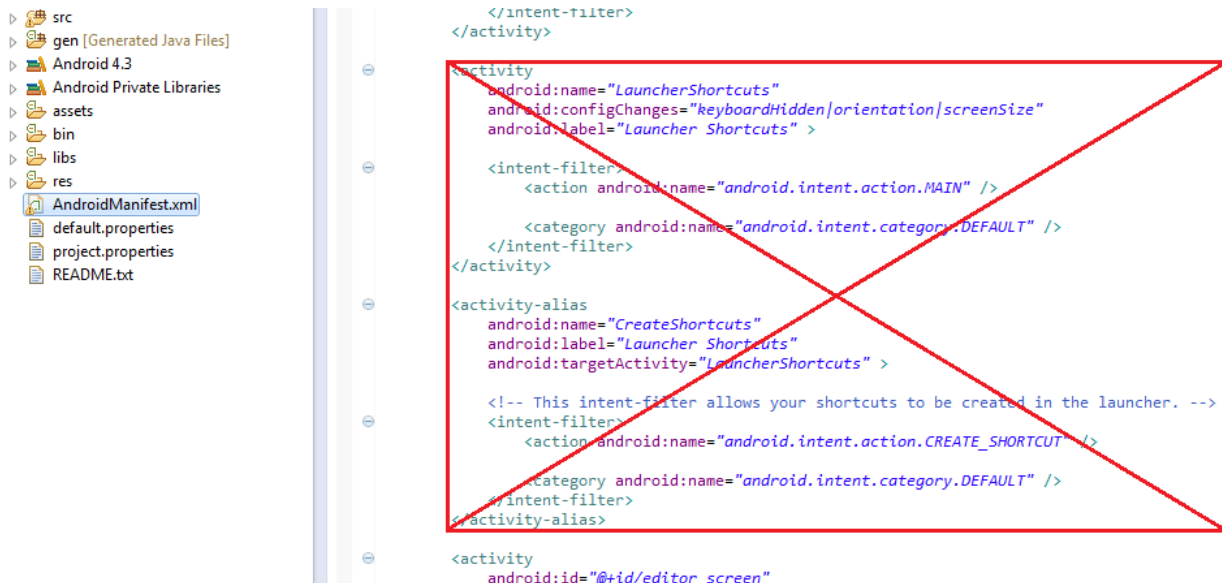 src
gen [Generated Java Files]
Android 4.3
Android Private Libraries
assets
bin
libs
res
AndroidManifest.xml
default.properties
project.properties
README.txt
</intent-filter>
</activity>
<activity
android:name="LauncherShortcuts"
android:configChanges="keyboardHidden|orientation|screenSize"
android:label="Launcher Shortcuts" >
<intent-filter>
<action android:name="android.intent.action.MAIN" />
<category android:name="android.intent.category.DEFAULT" />
</intent-filter>
</activity>
<activity-alias
android:name="CreateShortcuts"
android:label="Launcher Shortcuts"
android:targetActivity="LauncherShortcuts" >
<!-- This intent-filter allows your shortcuts to be created in the launcher. -->
<intent-filter>
<action android:name="android.intent.action.CREATE_SHORTCUT" />
<category android:name="android.intent.category.DEFAULT" />
</intent-filter>
</activity-alias>
<activity
android:id="@+id/editor_screen"